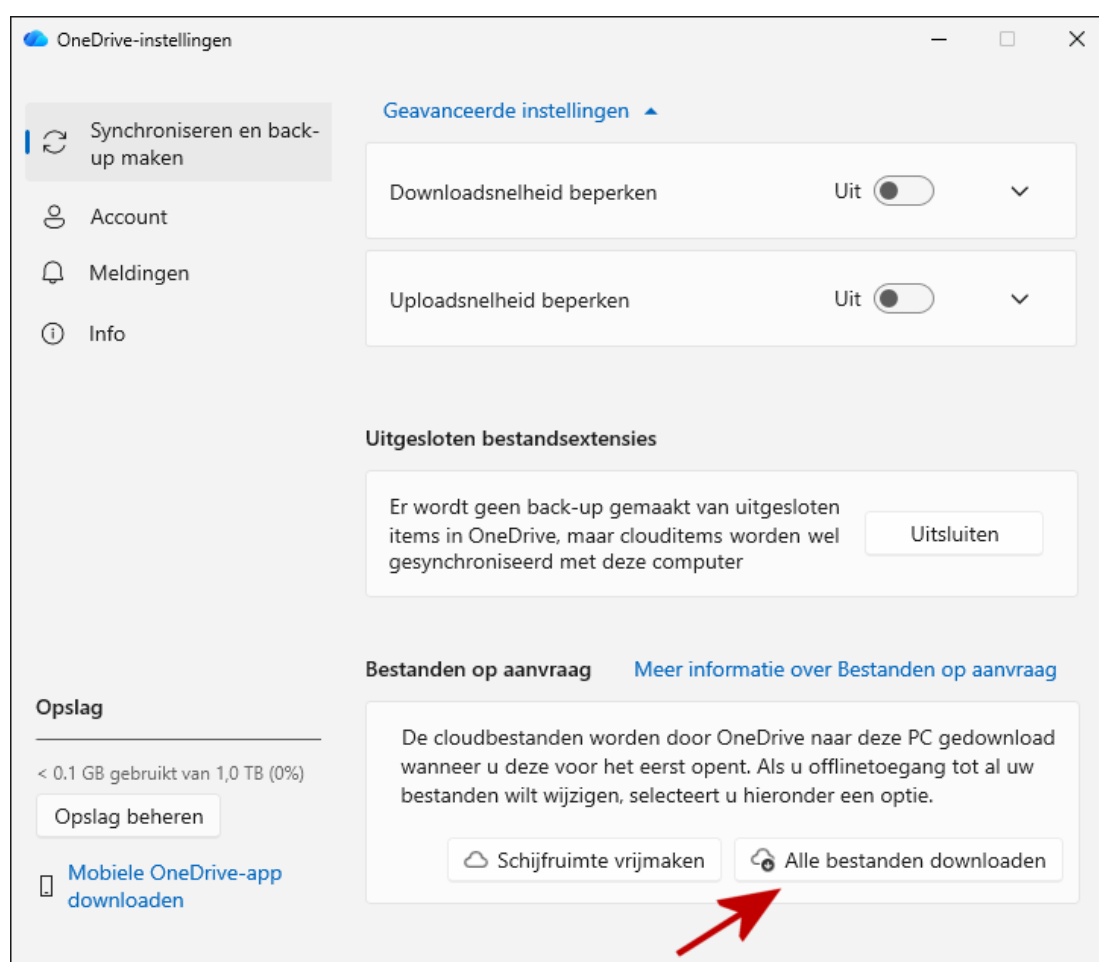 OneDrive-instellingen
Synchroniseren en back-
up maken
Account
Meldingen
Info
Opslag
< 0.1 GB gebruikt van 1,0 TB (0%)
Opslag beheren
Mobiele OneDrive-app
downloaden
Geavanceerde instellingen
Downloadsnelheid beperken Uit
Uploadsnelheid beperken Uit
Uitgesloten bestandsextensies
Er wordt geen back-up gemaakt van uitgesloten
items in OneDrive, maar clouditems worden wel
gesynchroniseerd met deze computer
Uitsluiten
Bestanden op aanvraag Meer informatie over Bestanden op aanvraag
De cloudbestanden worden door OneDrive naar deze PC gedownload
wanneer u deze voor het eerst opent. Als u offlinetoegang tot al uw
bestanden wilt wijzigen, selecteert u hieronder een optie.
Schijfruimte vrijmaken Alle bestanden downloaden